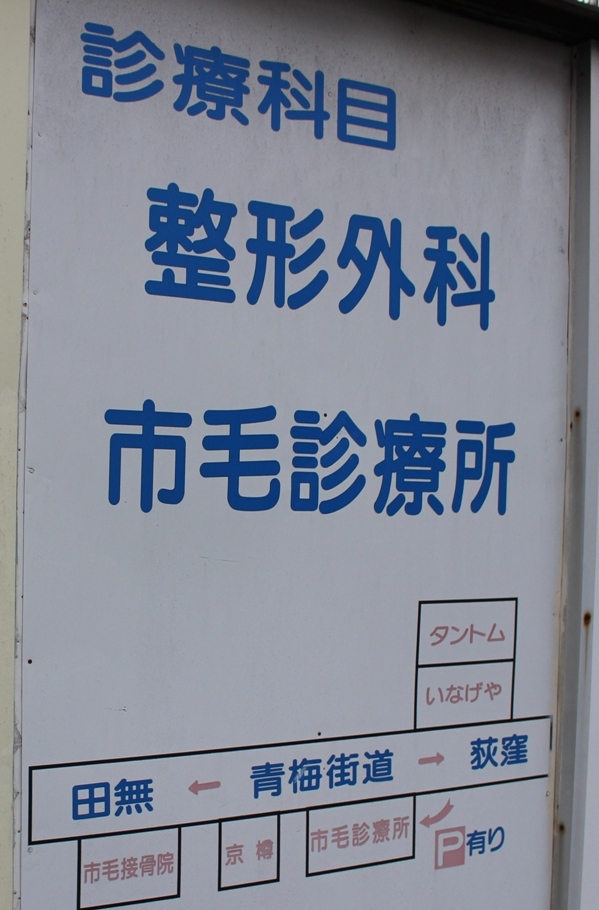 診療科目
整形外科
市毛診療所
タントム
いなげや
田無 ← 青梅街道 → 荻窪
市毛接骨院
京樽
市毛診療所
P有り